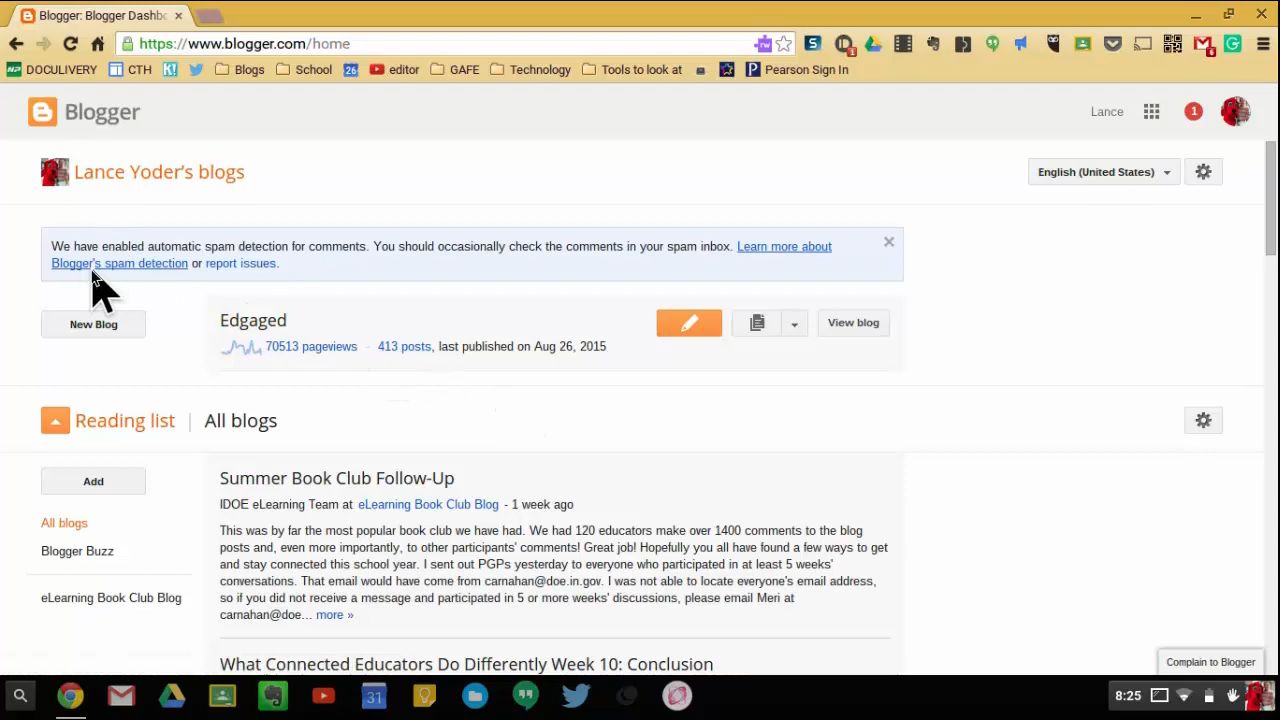 Blogger: Blogger Dashbo
https://www.blogger.com/home
DOCULIVERY CTH Blogs School 26 editor GAFE Technology Tools to look at Pearson Sign In
Blogger
Lance
1
Lance Yoder's blogs
English (United States)
We have enabled automatic spam detection for comments. You should occasionally check the comments in your spam inbox. Learn more about
Blogger's spam detection or report issues.
New Blog
Edgaged
View blog
70513 pageviews - 413 posts, last published on Aug 26, 2015
Reading list | All blogs
Add
All blogs
Blogger Buzz
eLearning Book Club Blog
Summer Book Club Follow-Up
IDOE eLearning Team at eLearning Book Club Blog - 1 week ago
This was by far the most popular book club we have had. We had 120 educators make over 1400 comments to the blog
posts and, even more importantly, to other participants' comments! Great job! Hopefully you all have found a few ways to get
and stay connected this school year. I sent out PGPs yesterday to everyone who participated in at least 5 weeks'
conversations. That email would have come from carnahan@doe.in.gov. I was not able to locate everyone's email address,
so if you did not receive a message and participated in 5 or more weeks' discussions, please email Meri at
carnahan@doe... more »
What Connected Educators Do Differently Week 10: Conclusion
Complain to Blogger
31
8:25